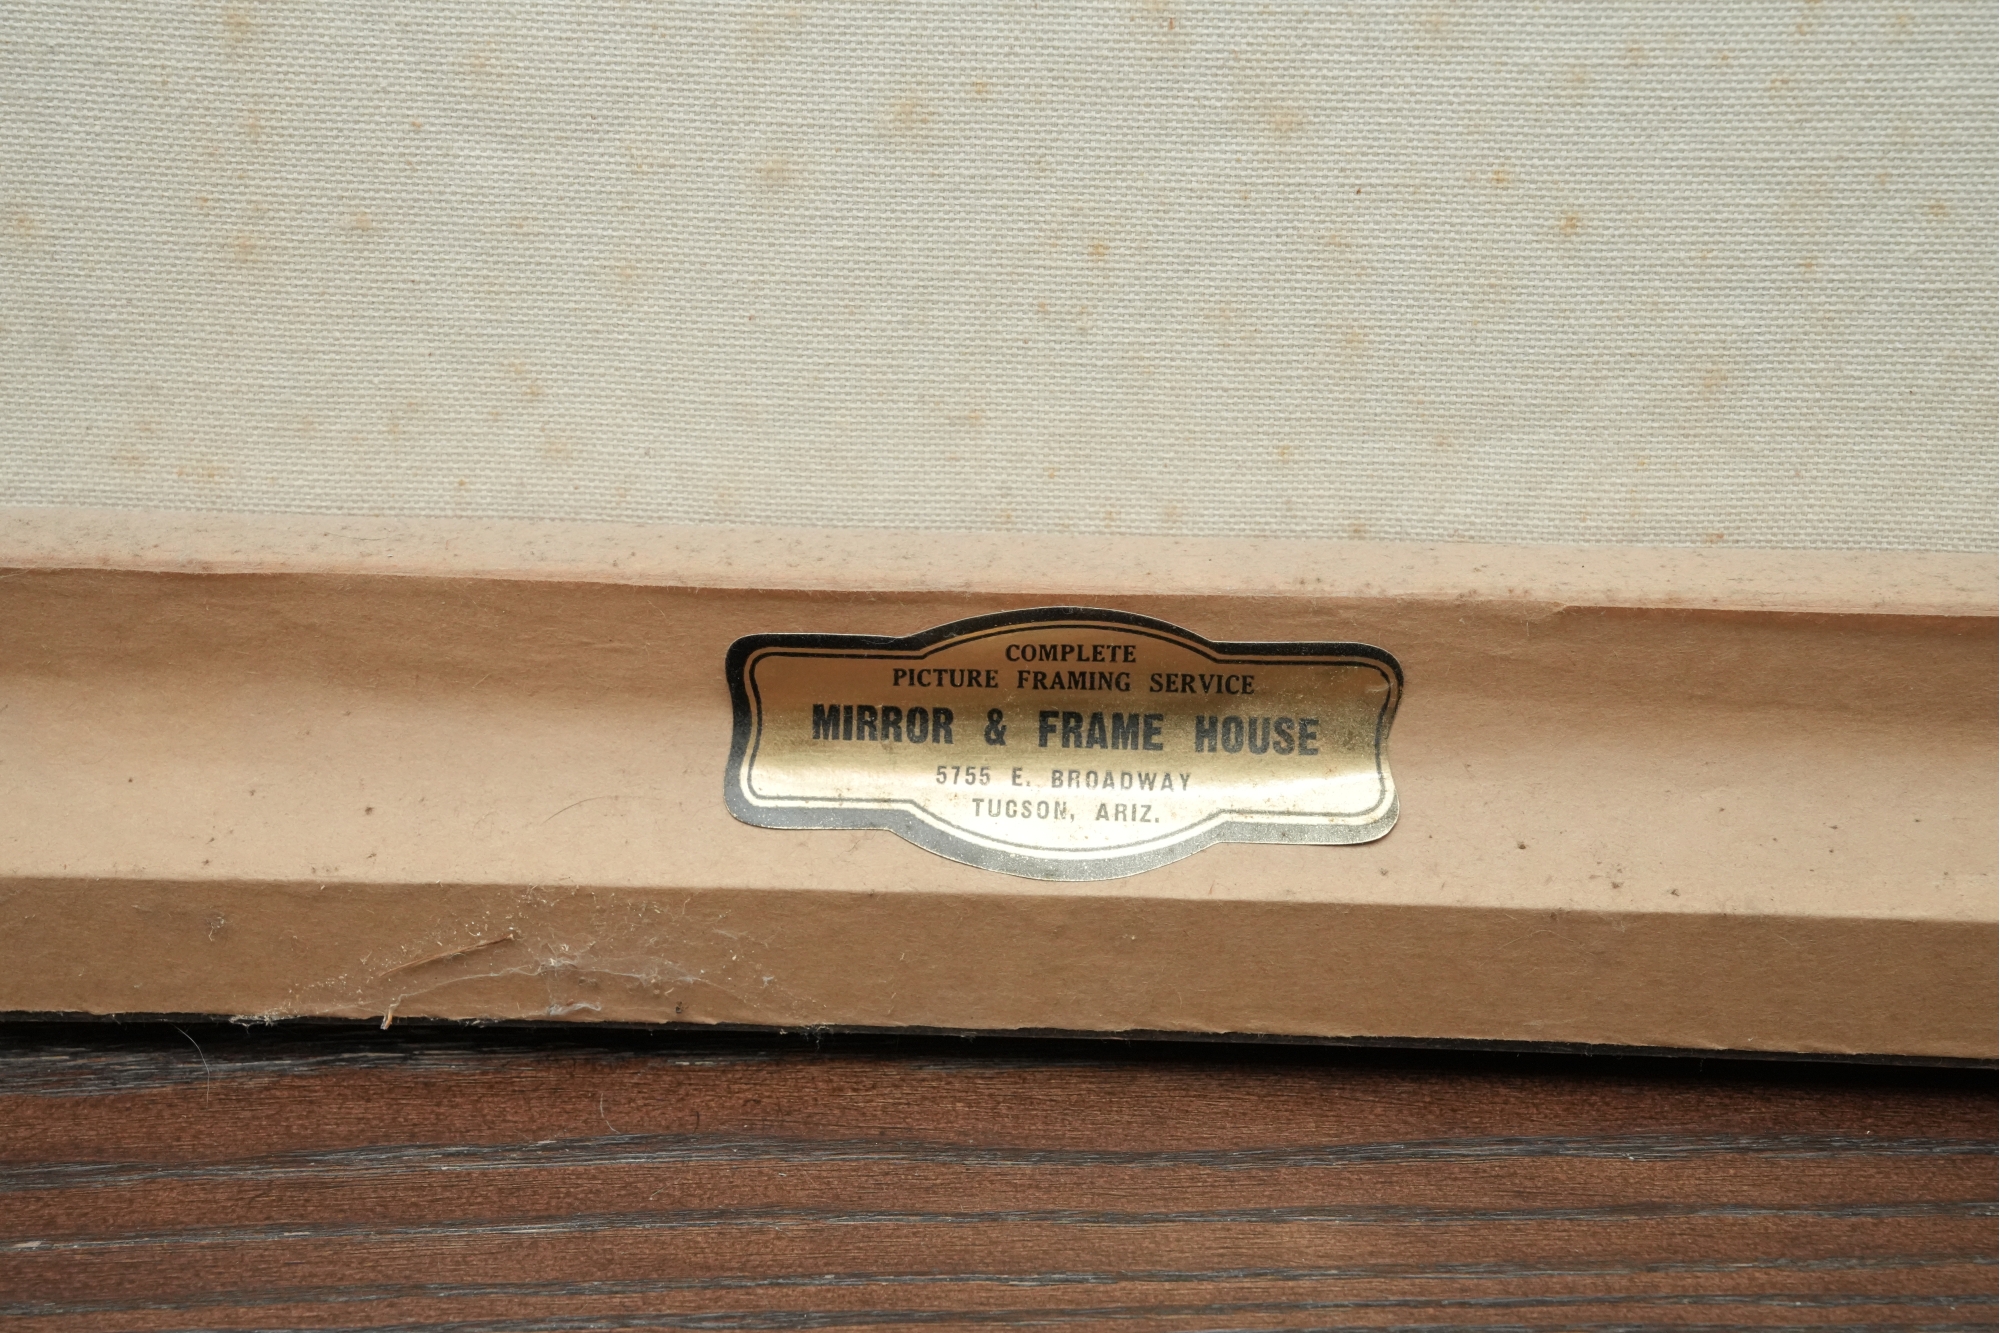 COMPLETE
PICTURE FRAMING SERVICE
MIRROR & FRAME HOUSE
5755 E. BROADWAY
TUCSON, ARIZ.